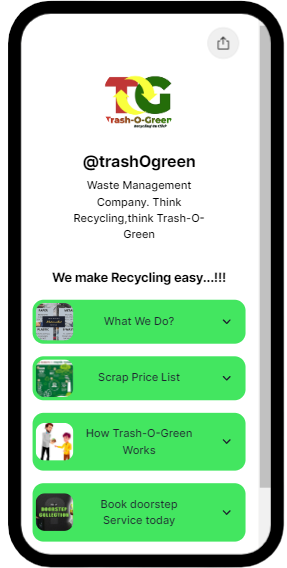 TG
Trash-O-Green
Recycling On Click
@trashOgreen
Waste Management
Company. Think
Recycling,think Trash-O-
Green
We make Recycling easy...!!!
What We Do?
Scrap Price List
How Trash-O-Green
Works
DOORSTEP
COLLECTION
Book doorstep
Service today